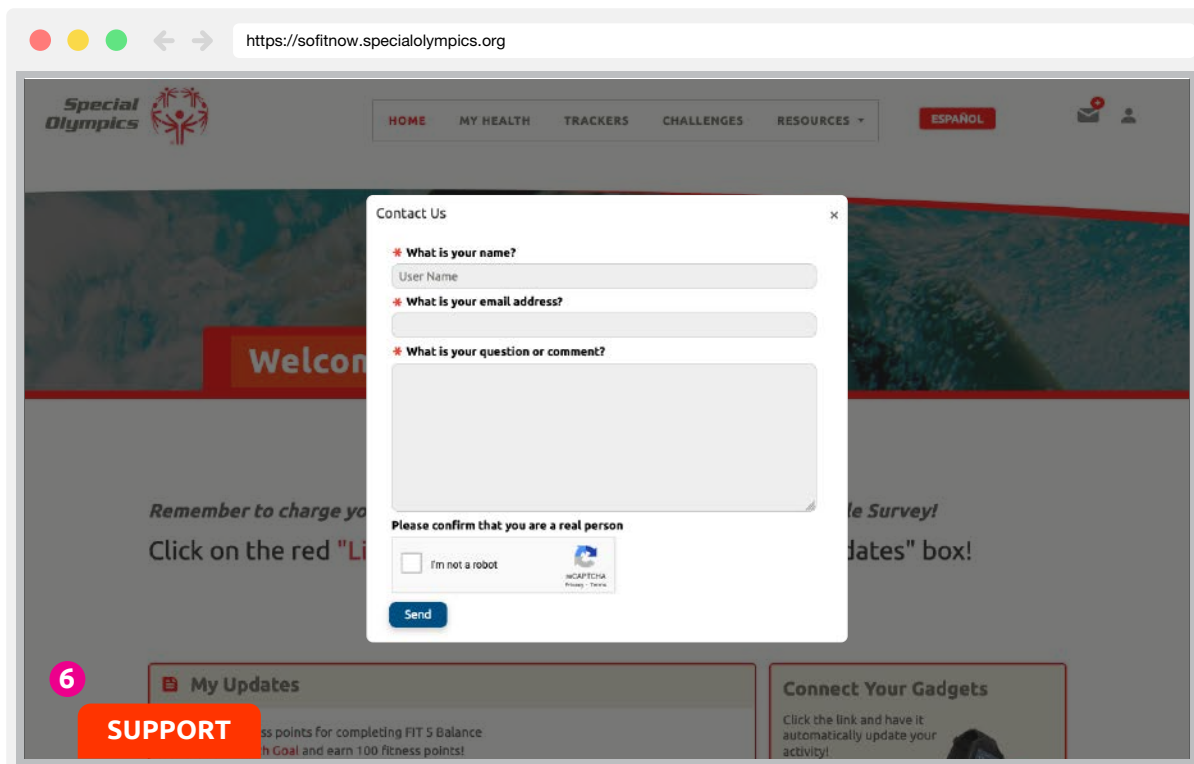 https://sofitnow.specialolympics.org
Special
Olympics
HOME MY HEALTH TRACKERS CHALLENGES RESOURCES ESPAÑOL
Contact Us ×
* What is your name?
User Name
* What is your email address?
Welcom
* What is your question or comment?
Remember to charge yo le Survey!
Click on the red "Li dates" box!
Please confirm that you are a real person
I'm not a robot
reCAPTCHA
Privacy - Terms
Send
6
My Updates
Connect Your Gadgets
SUPPORT
ss points for completing FIT 5 Balance
h Goal and earn 100 fitness points!
Click the link and have it
automatically update your
activity!